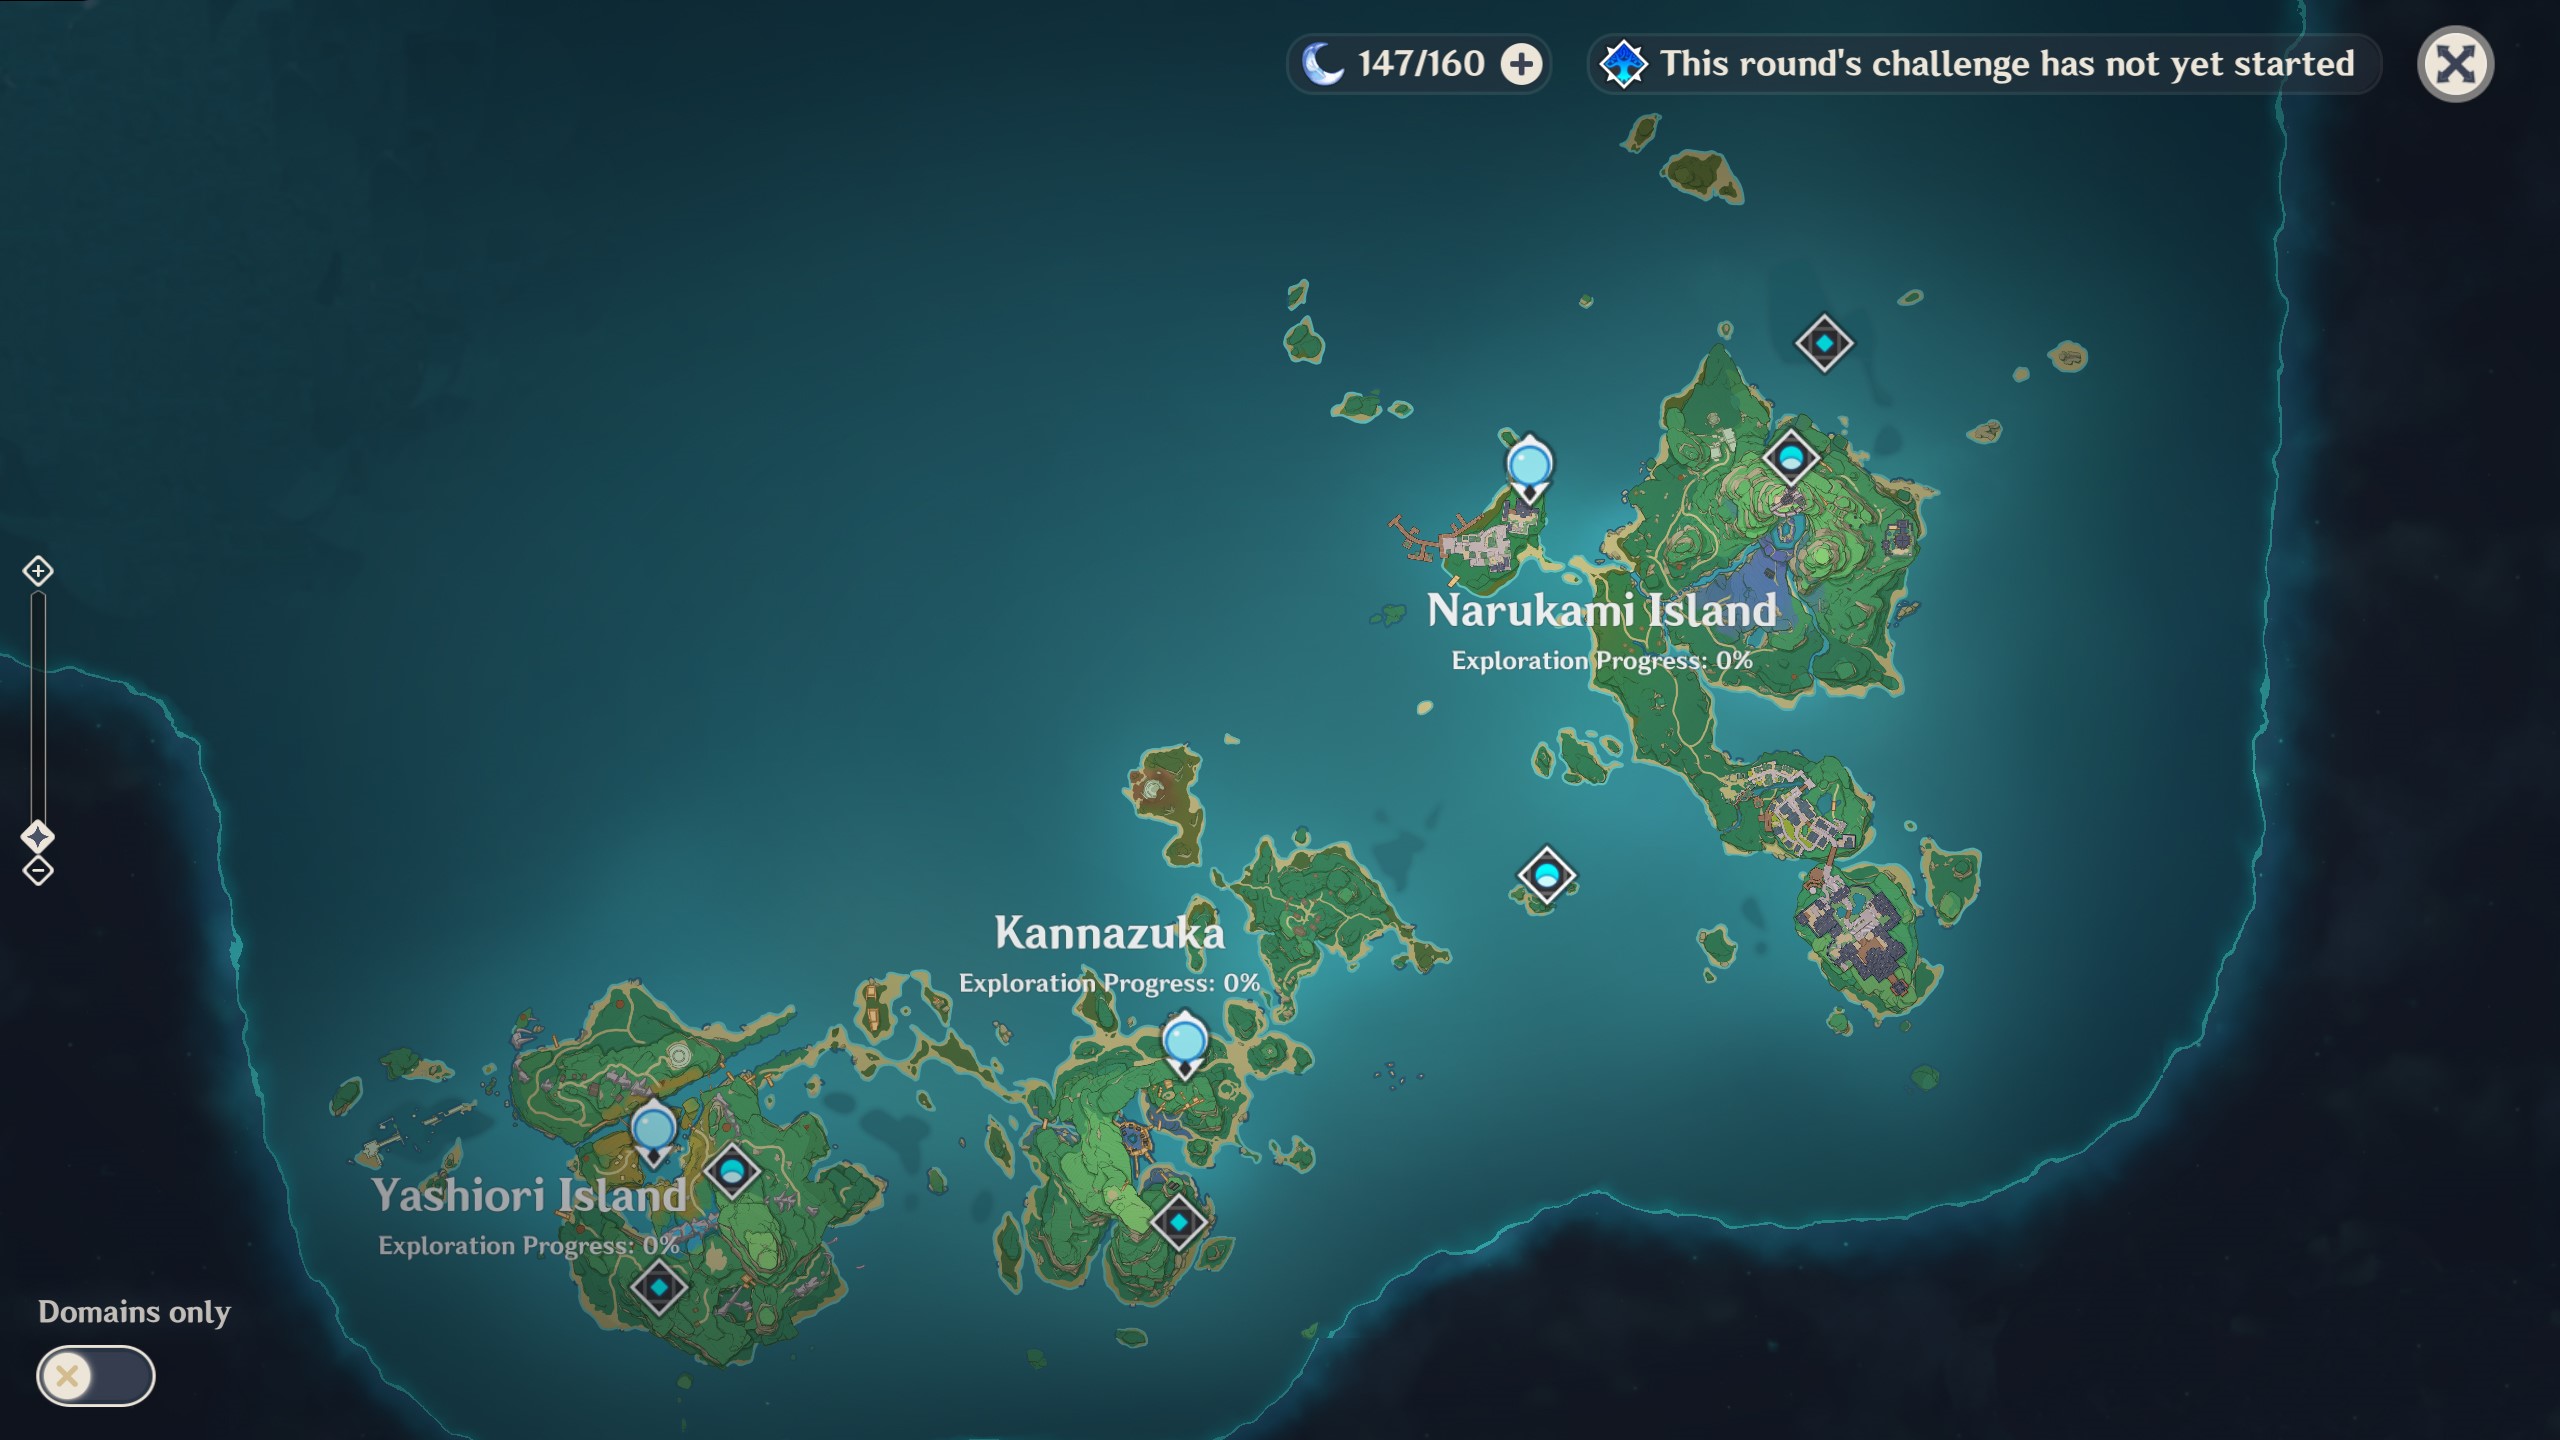 147/160
This round's challenge has not yet started
Narukami Island
Exploration Progress: 0%
Kannazuka
Exploration Progress: 0%
Yashiori Island
Exploration Progress: 0%
Domains only